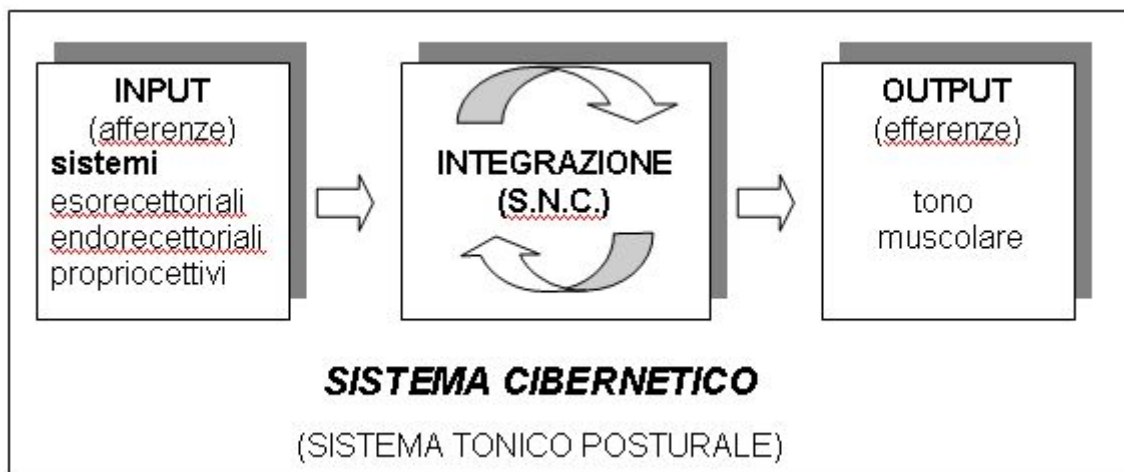 INPUT
(afferenze)
sistemi
esorecettoriali
endorecettoriali
propriocettivi
INTEGRAZIONE
(S.N.C.)
OUTPUT
(efferenze)
tono
muscolare
SISTEMA CIBERNETICO
(SISTEMA TONICO POSTURALE)